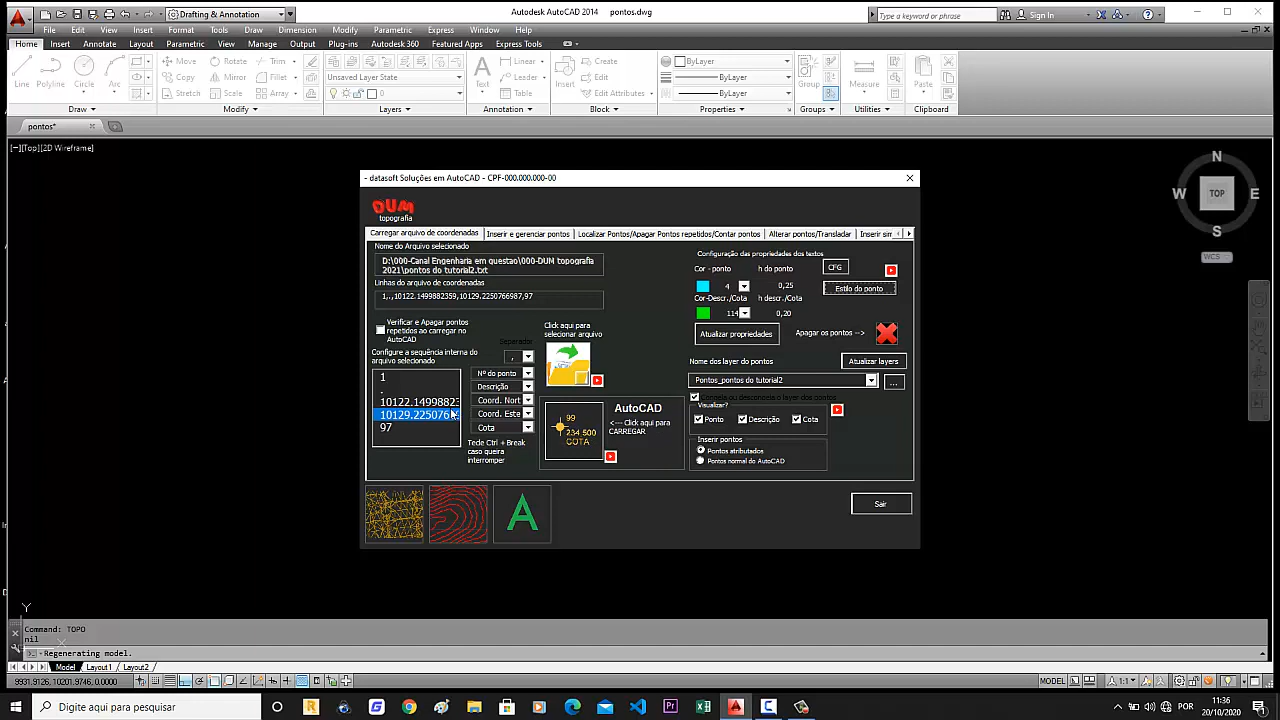 Drafting & Annotation
Autodesk AutoCAD 2014 pontos.dwg
Type a keyword or phrase
Sign In
File Edit View Insert Format Tools Draw Dimension Modify Parametric Express Window Help
Home Insert Annotate Layout Parametric View Manage Output Plug-ins Autodesk 360 Featured Apps Express Tools
Line Polyline Circle Arc
Move Rotate Trim
Copy Mirror Fillet
Stretch Scale Array
Unsaved Layer State
0
Text
Linear
Leader
Table
Insert
Create
Edit
Edit Attributes
ByLayer
ByLayer
ByLayer
Group
Measure
Paste
Draw Modify Layers Annotation Block Properties Groups Utilities Clipboard
pontos*
[−][Top][2D Wireframe]
N
W TOP E
S
WCS
- datasoft Soluções em AutoCAD - CPF-000.000.000-00
DUM
topografia
Carregar arquivo de coordenadas Inserir e gerenciar pontos Localizar Pontos/Apagar Pontos repetidos/Contar pontos Alterar pontos/Transladar Inserir sim
Nome do Arquivo selecionado
D:\000-Canal Engenharia em questao\000-DUM topografia
2021\pontos do tutorial2.txt
Linhas do arquivo selecionado
1,.,10122.1499882359,10129.2250766987,97
Verificar e Apagar pontos
repetidos ao carregar no
AutoCAD
Separador
,
Configure a sequência interna do
arquivo selecionado
1
.
10122.14998823
10129.2250766
97
Nº do ponto
Descrição
Coord. Nort
Coord. Este
Cota
Tede Ctrl + Break
caso queira
interromper
Click aqui para
selecionar arquivo
99
234 500
COTA
AutoCAD
<--- Click aqui para
CARREGAR
Configuração das propriedades dos textos
Cor - ponto h do ponto CFG
4 0,25 Estilo do ponto
Cor-Descr./Cota h descr./Cota
114 0,20
Atualizar propriedades Apagar os pontos -->
Nome dos layer do pontos Atualizar layers
Pontos_pontos do tutorial2 ...
Visualizar?
Ponto Descrição Cota
Inserir pontos
Pontos atributados
Pontos normal do AutoCAD
A
Sair
Y
X
Command: TOPO
nil
Regenerating model.
Model Layout1 Layout2
9931.9126, 10201.9746, 0.0000
MODEL 1:1
Digite aqui para pesquisar
POR
11:36
20/10/2020